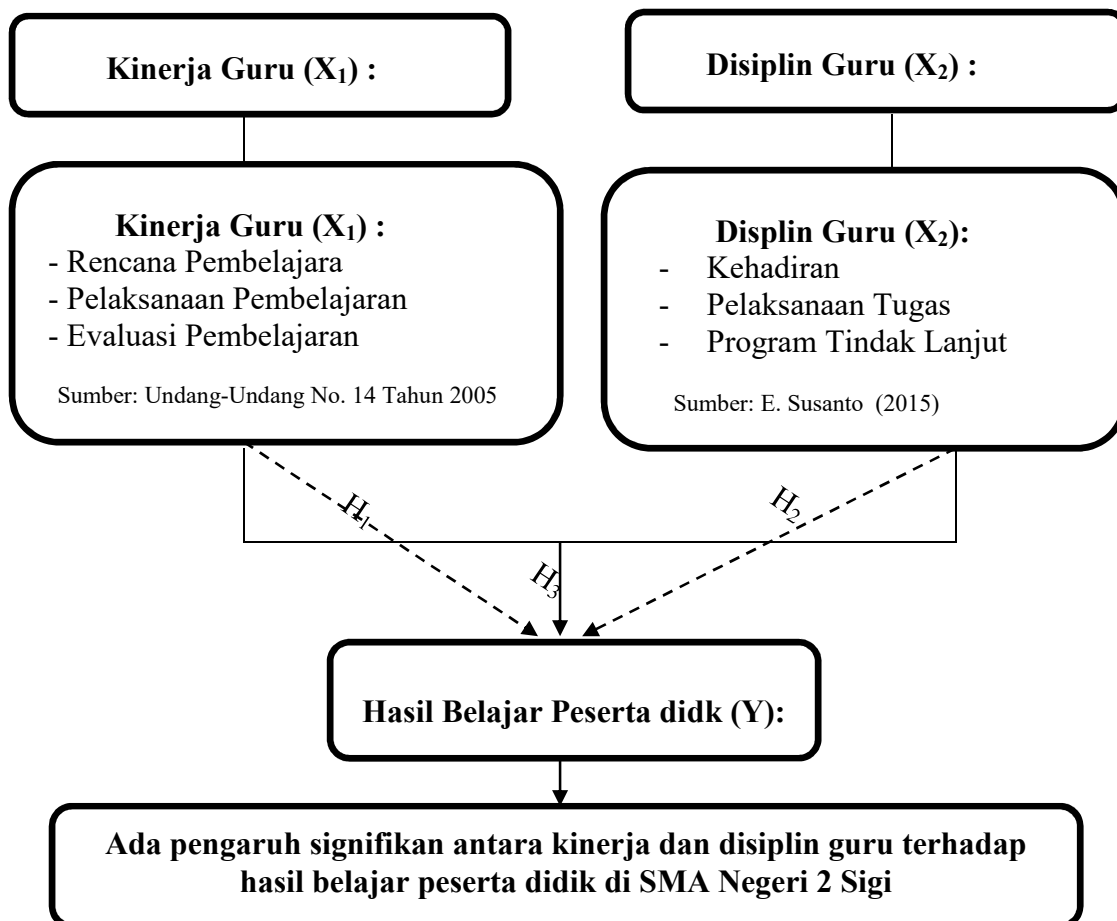 Kinerja Guru (X₁) :
Disiplin Guru (X₂) :
Kinerja Guru (X₁) :
- Rencana Pembelajara
- Pelaksanaan Pembelajaran
- Evaluasi Pembelajaran
Sumber: Undang-Undang No. 14 Tahun 2005
Displin Guru (X₂):
- Kehadiran
- Pelaksanaan Tugas
- Program Tindak Lanjut
Sumber: E. Susanto (2015)
H₁
H₂
H₃
Hasil Belajar Peserta didk (Y):
Ada pengaruh signifikan antara kinerja dan disiplin guru terhadap
hasil belajar peserta didik di SMA Negeri 2 Sigi